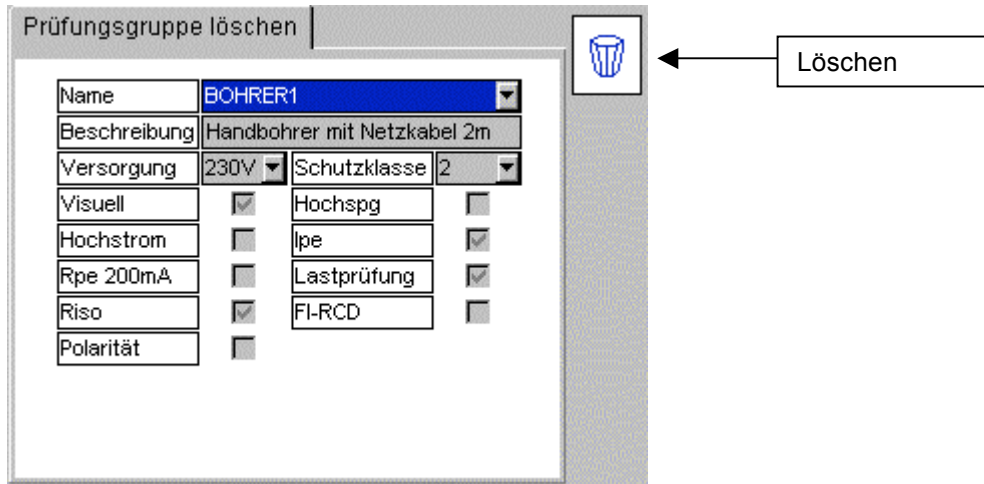 Prüfungsgruppe löschen
Löschen
Name BOHRER1
Beschreibung Handbohrer mit Netzkabel 2m
Versorgung 230V Schutzklasse 2
Visuell Hochspg
Hochstrom Ipe
Rpe 200mA Lastprüfung
Riso FI-RCD
Polarität